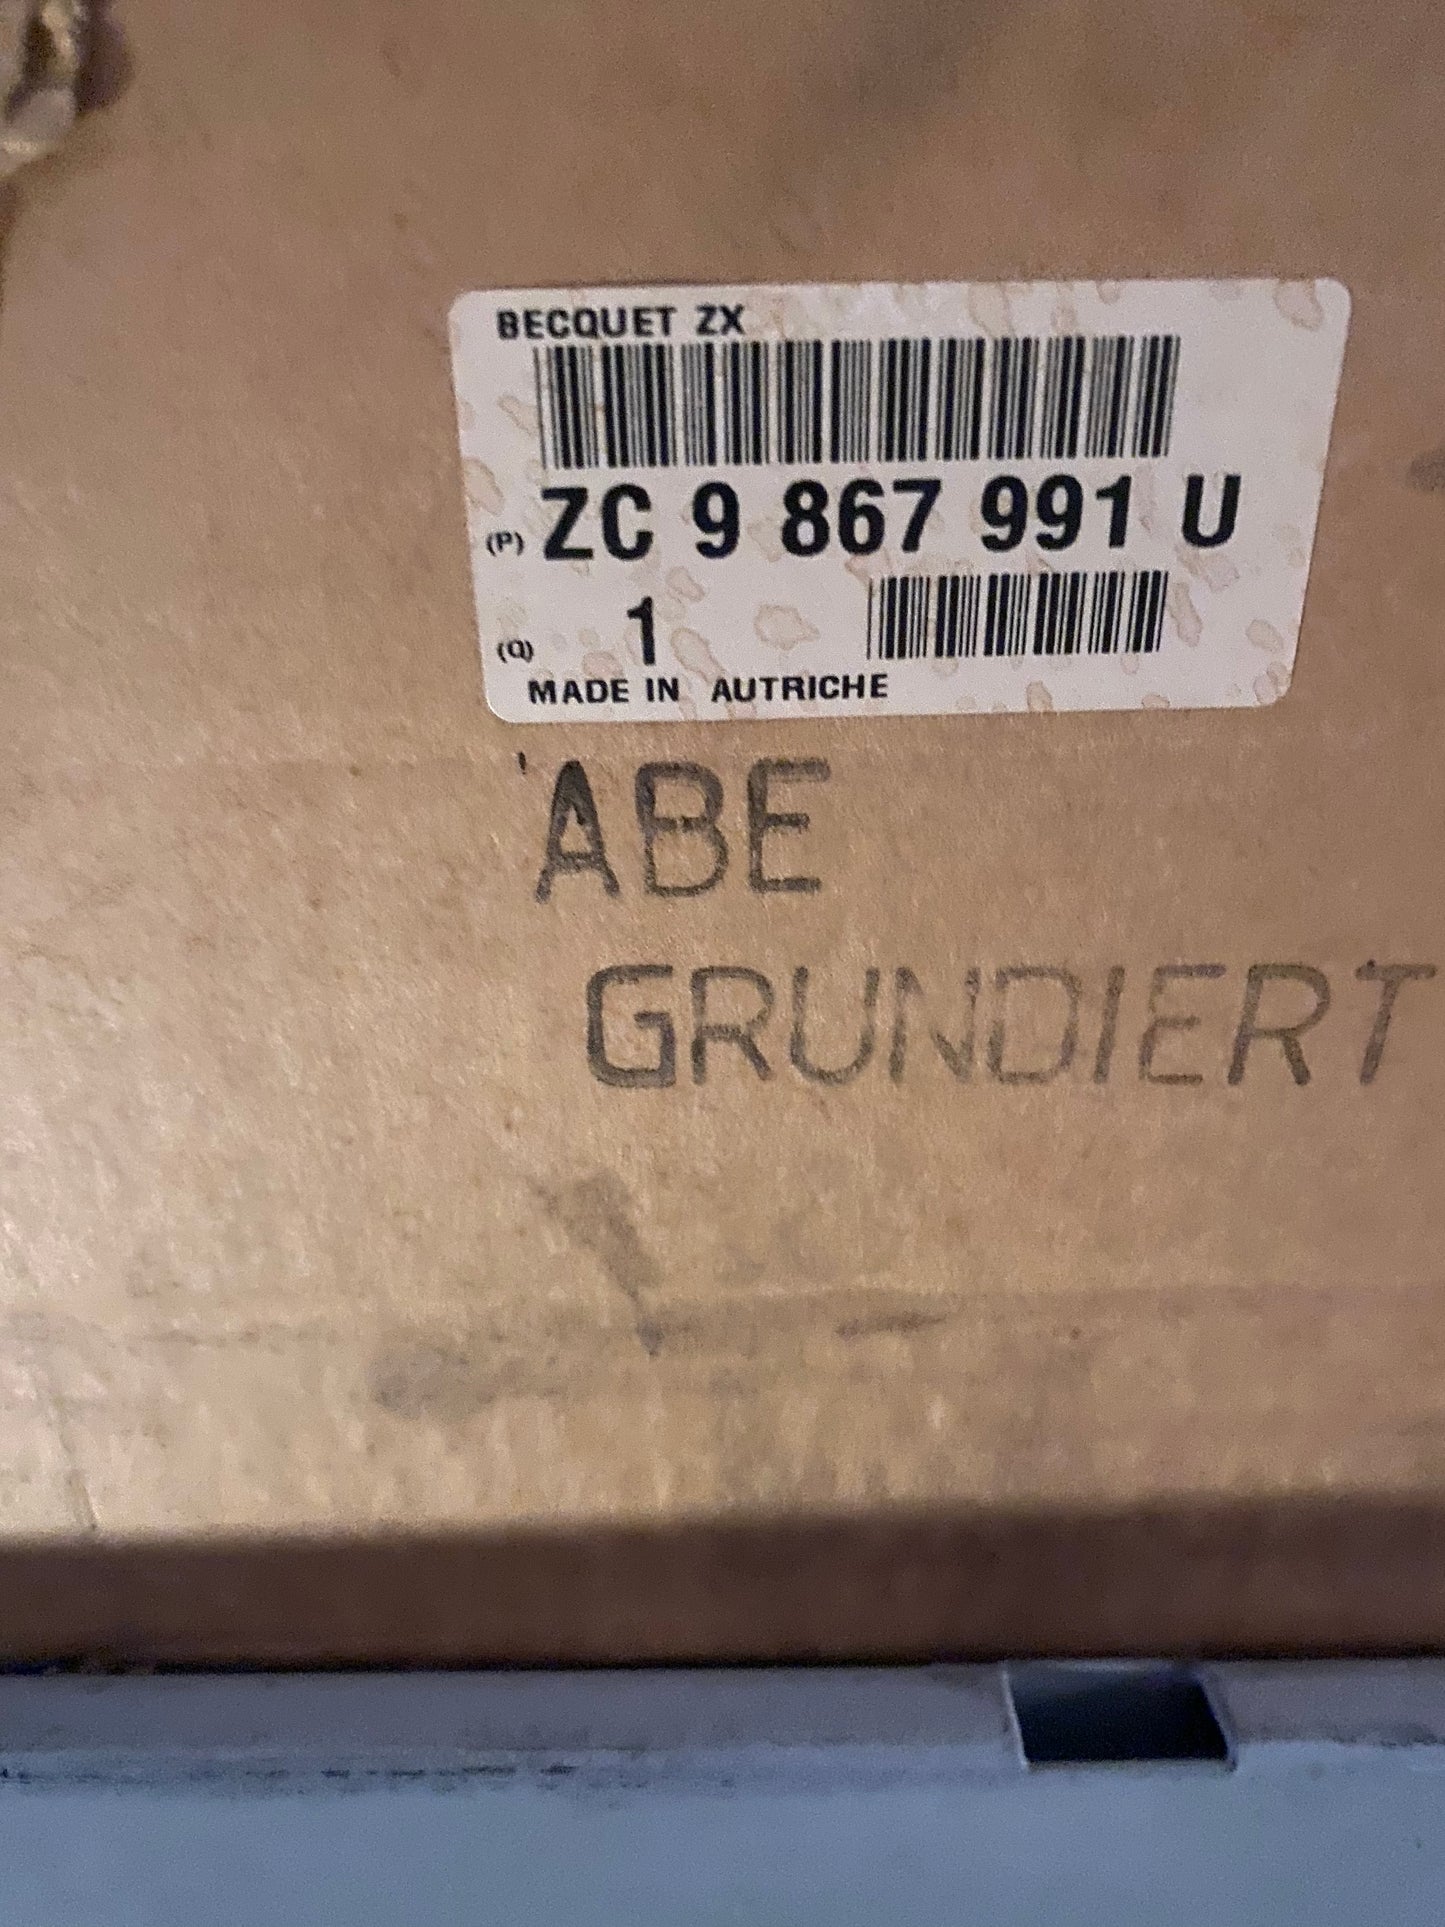 BECQUET ZX
(P) ZC 9 867 991 U
(Q) 1
MADE IN AUTRICHE
'ABE
GRUNDIERT